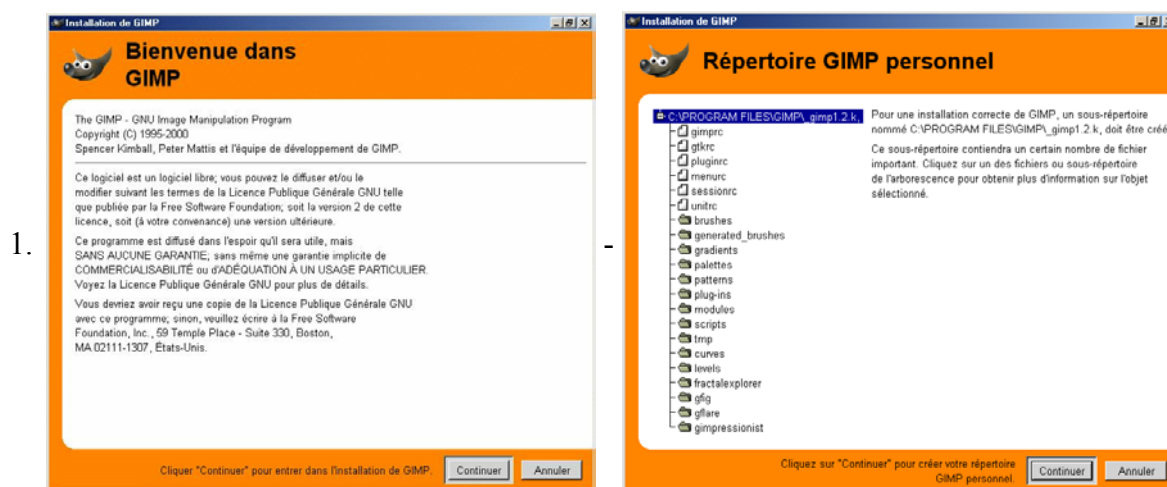 1.
Installation de GIMP
Bienvenue dans
GIMP
The GIMP - GNU Image Manipulation Program
Copyright (C) 1995-2000
Spencer Kimball, Peter Mattis et l'équipe de développement de GIMP.
Ce logiciel est un logiciel libre; vous pouvez le diffuser et/ou le
modifier suivant les termes de la Licence Publique Générale GNU telle
que publiée par la Free Software Foundation; soit la version 2 de cette
licence, soit (à votre convenance) une version ultérieure.
Ce programme est diffusé dans l'espoir qu'il sera utile, mais
SANS AUCUNE GARANTIE; sans même une garantie implicite de
COMMERCIALISABILITÉ ou d'ADÉQUATION À UN USAGE PARTICULIER.
Voyez la Licence Publique Générale GNU pour plus de détails.
Vous devriez avoir reçu une copie de la Licence Publique Générale GNU
avec ce programme; sinon, veuillez écrire à la Free Software
Foundation, Inc., 59 Temple Place - Suite 330, Boston,
MA 02111-1307, États-Unis.
Cliquer "Continuer" pour entrer dans l'installation de GIMP.
Continuer
Annuler
-
Installation de GIMP
Répertoire GIMP personnel
C:\PROGRAM FILES\GIMP\_gimp1.2.k,
gimprc
gtkrc
pluginrc
menurc
sessionrc
unitrc
brushes
generated_brushes
gradients
palettes
patterns
plug-ins
modules
scripts
tmp
curves
levels
fractalexplorer
gfig
gflare
gimpressionist
Pour une installation correcte de GIMP, un sous-répertoire
nommé C:\PROGRAM FILES\GIMP\_gimp1.2.k, doit être créé
Ce sous-répertoire contiendra un certain nombre de fichier
important. Cliquez sur un des fichiers ou sous-répertoire
de l'arborescence pour obtenir plus d'information sur l'objet
sélectionné.
Cliquez sur "Continuer" pour créer votre répertoire
GIMP personnel.
Continuer
Annuler